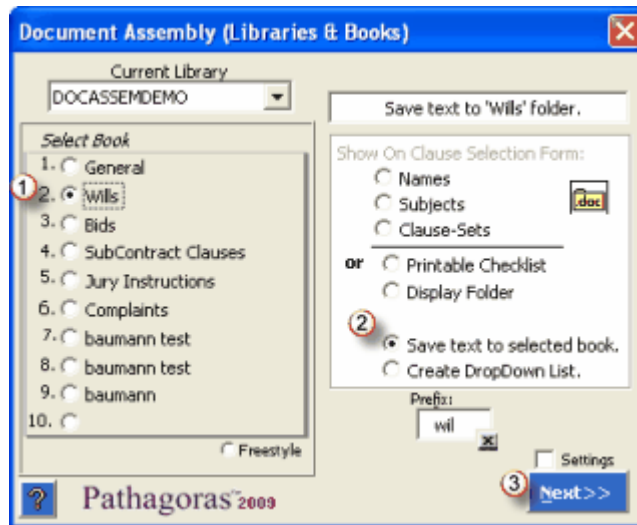 Document Assembly (Libraries & Books)
Current Library
DOCASSEMDEMO
Select Book
1. General
1
2. Wills
3. Bids
4. SubContract Clauses
5. Jury Instructions
6. Complaints
7. baumann test
8. baumann test
9. baumann
10.
Freestyle
? Pathagoras™2009
Save text to 'Wills' folder.
Show On Clause Selection Form:
Names
Subjects
Clause-Sets
.doc
or Printable Checklist
Display Folder
2
Save text to selected book.
Create DropDown List.
Prefix:
wil
x
Settings
3
Next>>